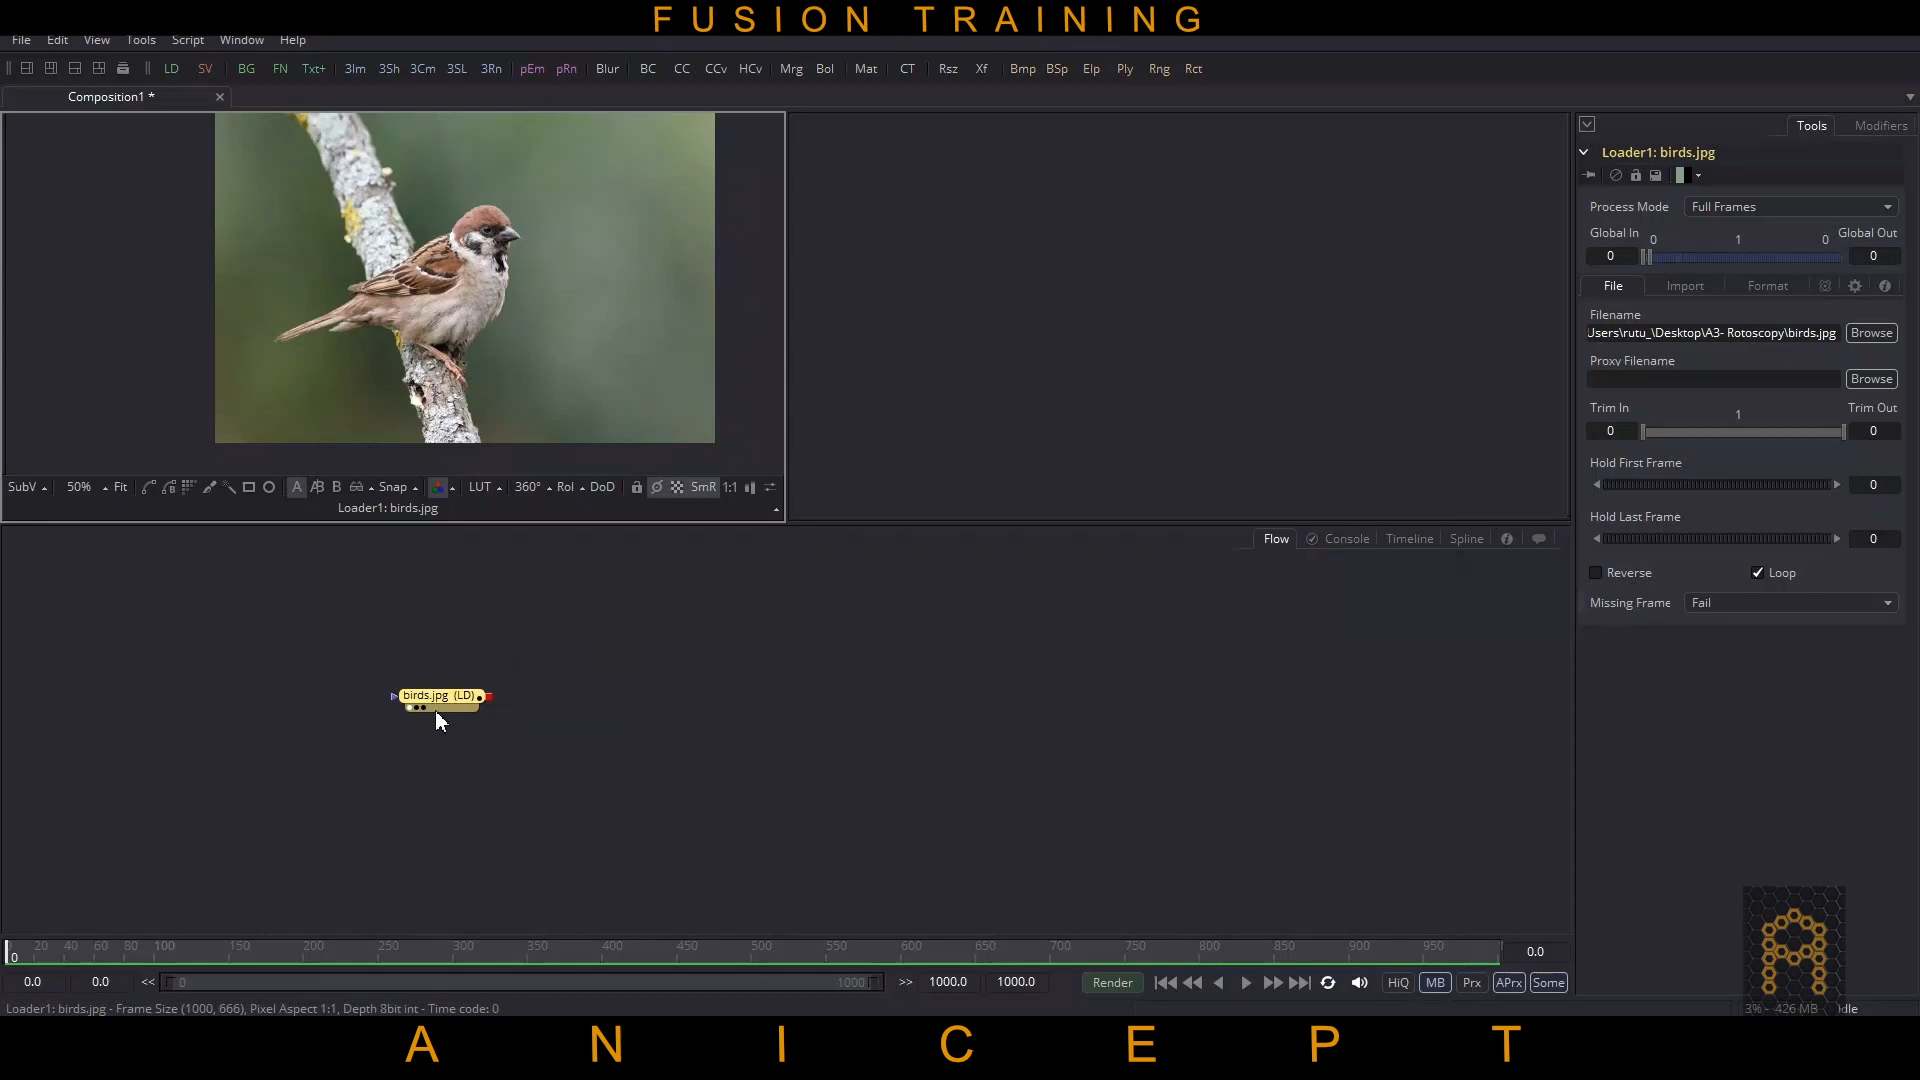 FUSION TRAINING
File Edit View Tools Script Window Help
LD SV BG FN Txt+ 3Im 3Sh 3Cm 3SL 3Rn pEm pRn Blur BC CC CCv HCv Mrg Bol Mat CT Rsz Xf Bmp BSp Elp Ply Rng Rct
Composition1 *
Tools Modifiers
Loader1: birds.jpg
Process Mode Full Frames
Global In 0 1 0 Global Out
0 0
File Import Format
Filename
Users\rutu_\Desktop\A3- Rotoscopy\birds.jpg Browse
Proxy Filename
Browse
Trim In 1 Trim Out
0 0
Hold First Frame
0
Hold Last Frame
0
Reverse Loop
Missing Frame Fail
SubV 50% Fit A B Snap LUT 360° RoI DoD SmR 1:1
Loader1: birds.jpg
Flow Console Timeline Spline
birds.jpg (LD)
0 20 40 60 80 100 150 200 250 300 350 400 450 500 550 600 650 700 750 800 850 900 950 0.0
0.0 0.0 << 0 1000 >> 1000.0 1000.0 Render HiQ MB Prx APrx Some
Loader1: birds.jpg - Frame Size (1000, 666), Pixel Aspect 1:1, Depth 8bit int - Time code: 0
3% - 426 MB Idle
ANICEPT